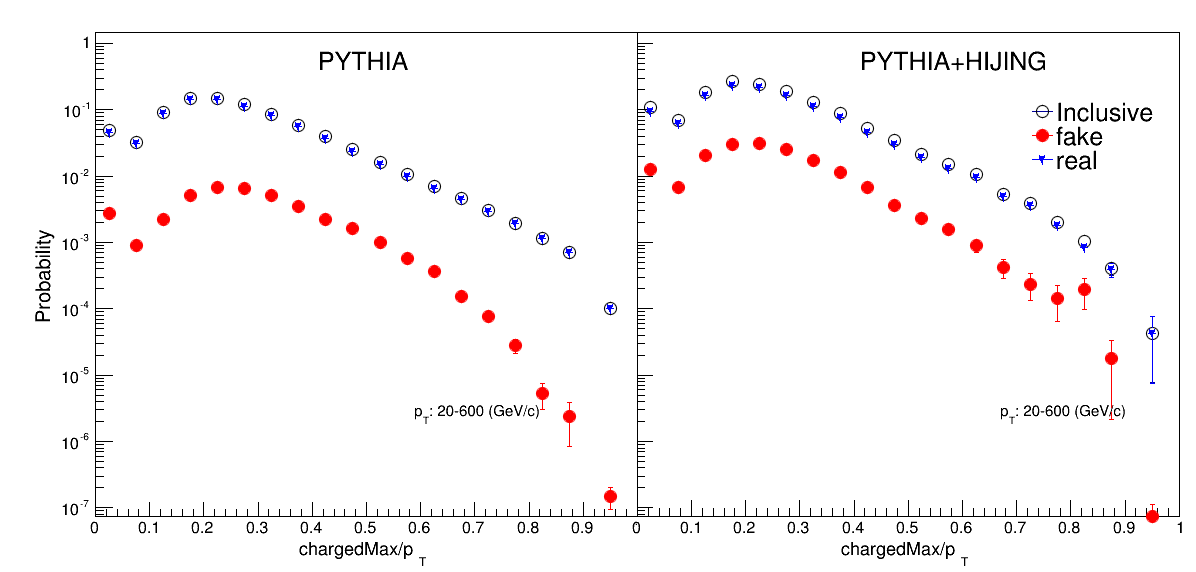 PYTHIA
PYTHIA+HIJING
Inclusive
fake
real
Probability
1
10⁻¹
10⁻²
10⁻³
10⁻⁴
10⁻⁵
10⁻⁶
10⁻⁷
p_T: 20-600 (GeV/c)
p_T: 20-600 (GeV/c)
0 0.1 0.2 0.3 0.4 0.5 0.6 0.7 0.8 0.9
0 0.1 0.2 0.3 0.4 0.5 0.6 0.7 0.8 0.9 1
chargedMax/p_T
chargedMax/p_T